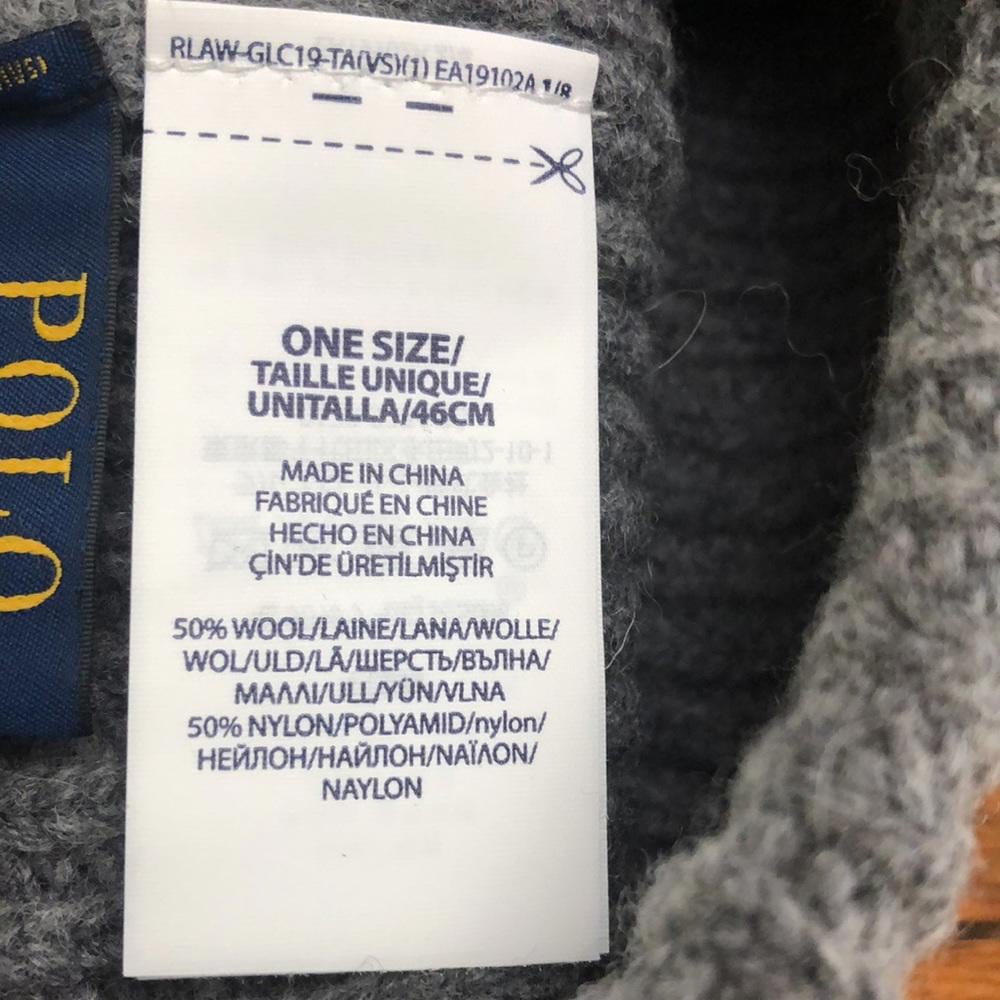 RLAW-GLC19-TA(VS)(1) EA19102A 1/8
ONE SIZE/
TAILLE UNIQUE/
UNITALLA/46CM
MADE IN CHINA
FABRIQUÉ EN CHINE
HECHO EN CHINA
ÇİN'DE ÜRETİLMİŞTİR
50% WOOL/LAINE/LANA/WOLLE/
WOL/ULD/LÃ/ШЕРСТЬ/ВЪЛНА/
ΜΑΛΛΙ/ULL/YÜN/VLNA
50% NYLON/POLYAMID/nylon/
НЕЙЛОН/НАЙЛОН/ΝΑΪΛΟΝ/
NAYLON
POLO